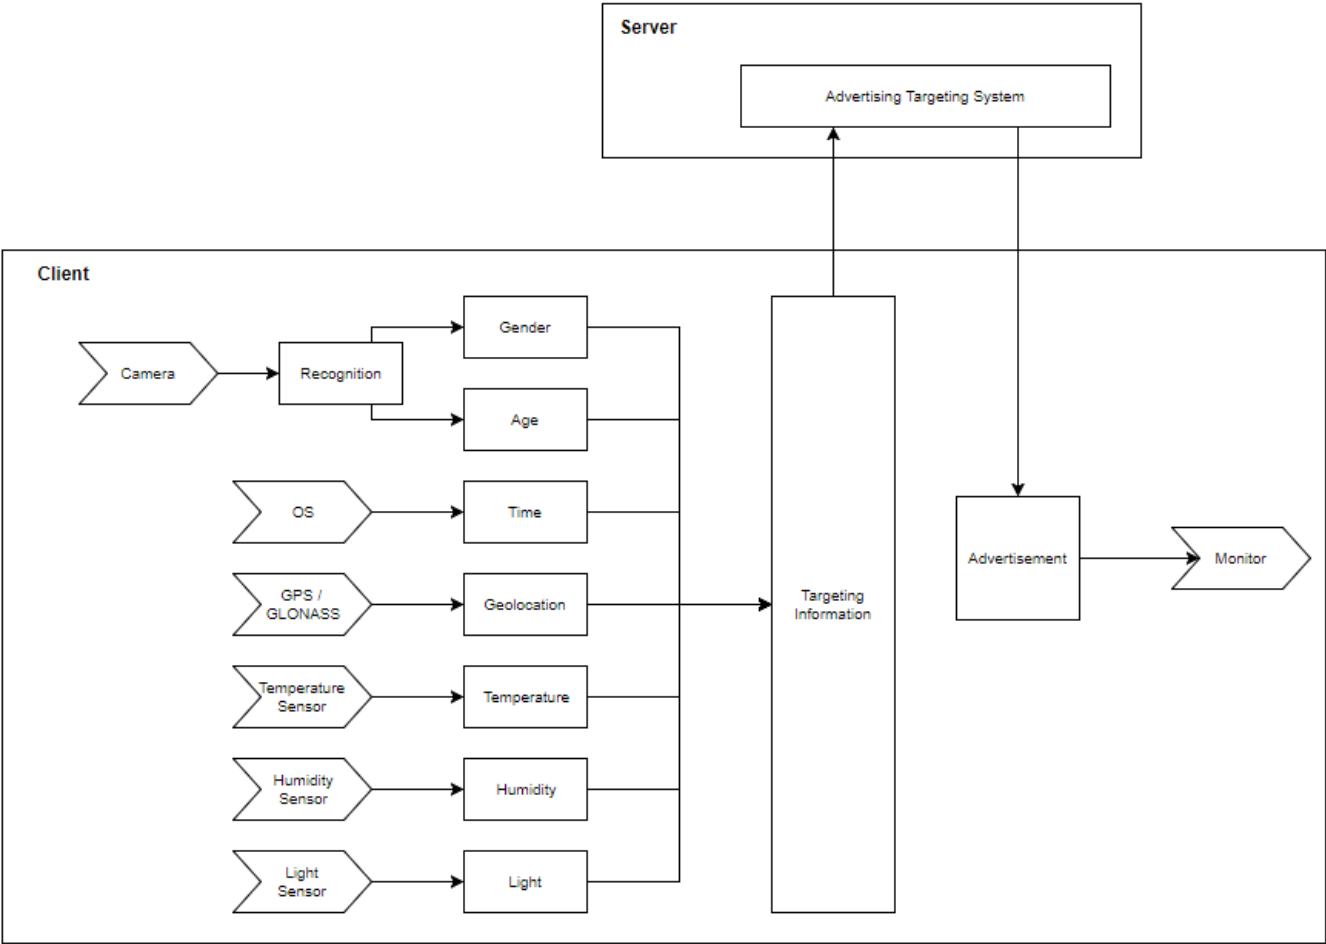 Server
Advertising Targeting System
Client
Gender
Camera
Recognition
Age
OS
Time
GPS /
GLONASS
Geolocation
Targeting
Information
Advertisement
Monitor
Temperature
Sensor
Temperature
Humidity
Sensor
Humidity
Light
Sensor
Light